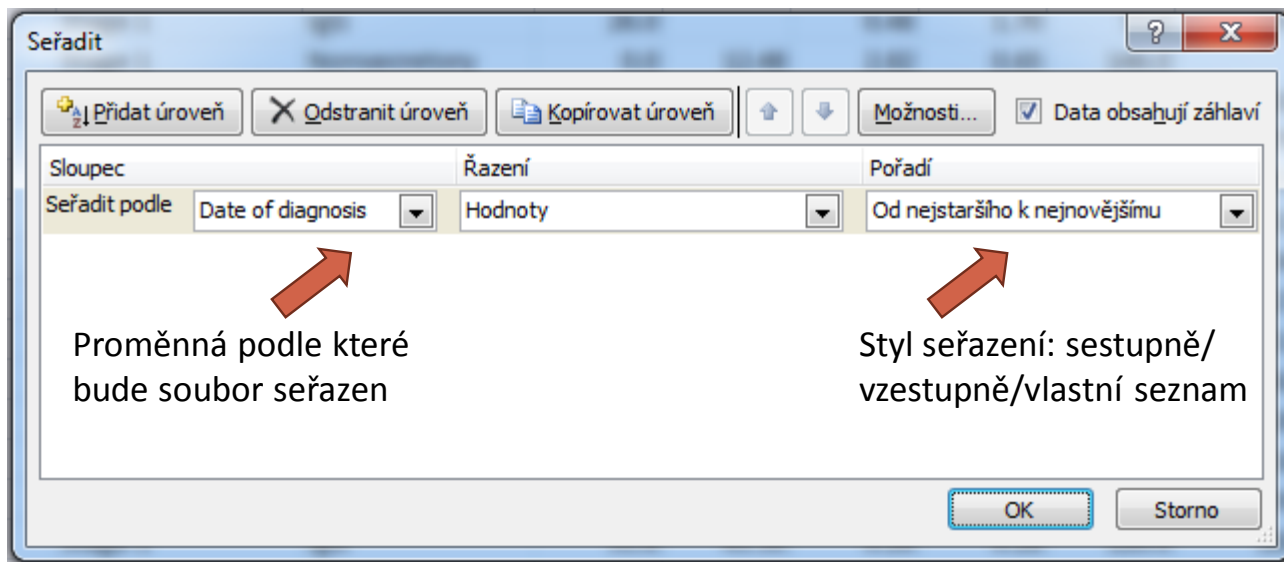 Seřadit
Přidat úroveň Odstranit úroveň Kopírovat úroveň Možnosti... Data obsahují záhlaví
Sloupec Řazení Pořadí
Seřadit podle Date of diagnosis Hodnoty Od nejstaršího k nejnovějšímu
Proměnná podle které
bude soubor seřazen
Styl seřazení: sestupně/
vzestupně/vlastní seznam
OK Storno